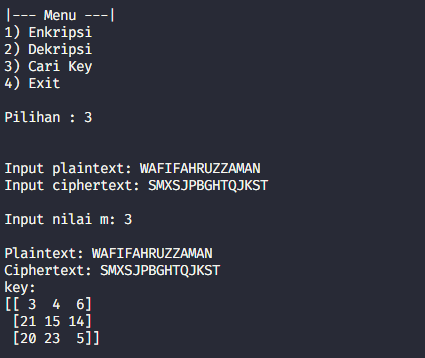 |--- Menu ---|
1) Enkripsi
2) Dekripsi
3) Cari Key
4) Exit
Pilihan : 3
Input plaintext: WAFIFAHRUZZAMAN
Input ciphertext: SMXSJPBGHTQJKST
Input nilai m: 3
Plaintext: WAFIFAHRUZZAMAN
Ciphertext: SMXSJPBGHTQJKST
key:
[[ 3  4  6]
 [21 15 14]
 [20 23  5]]